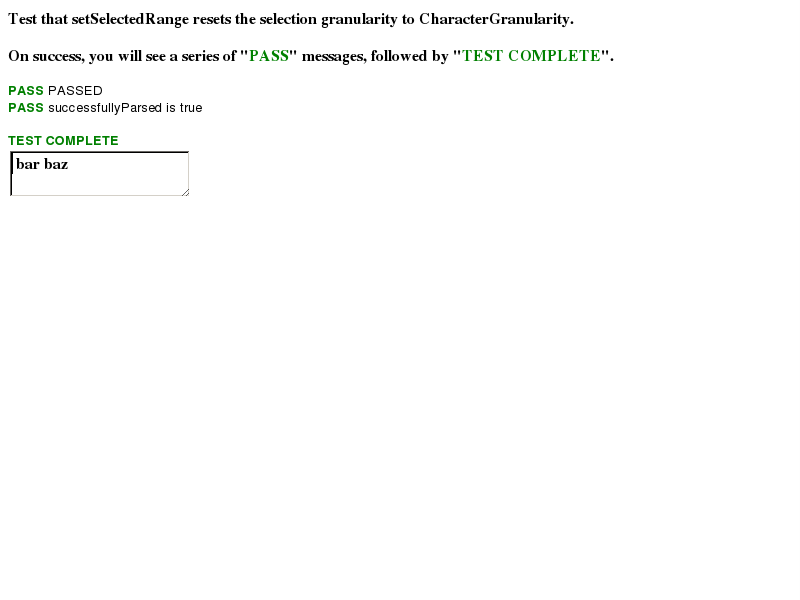 Test that setSelectedRange resets the selection granularity to CharacterGranularity.
On success, you will see a series of "PASS" messages, followed by "TEST COMPLETE".
PASS PASSED
PASS successfullyParsed is true
TEST COMPLETE
bar baz